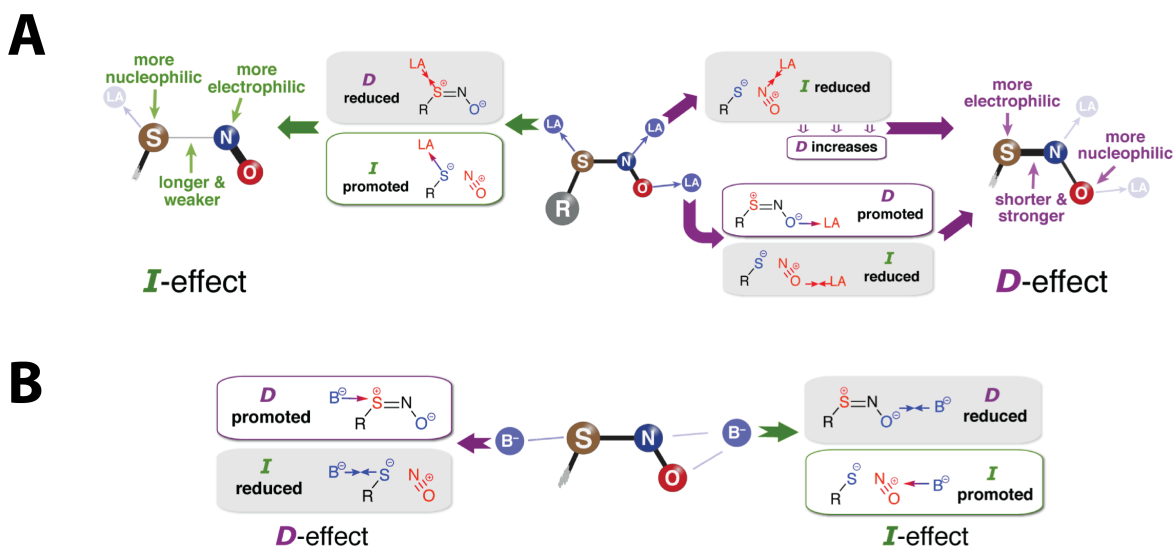 A
more
nucleophilic
more
electrophilic
LA
S
N
O
longer &
weaker
I-effect
D
reduced
LA
S⊕
N
R
O⊖
I
promoted
LA
S⊖
R
N⊕
O
LA
LA
S
N
O
LA
R
LA
S⊖
R
N⊕
O
I reduced
D increases
S⊕
N
R
O⊖
LA
D
promoted
S⊖
R
N⊕
O
LA
I
reduced
more
electrophilic
LA
S
N
more
nucleophilic
O
LA
shorter &
stronger
D-effect
B
D
promoted
B⊖
S⊕
N
R
O⊖
I
reduced
B⊖
S⊖
R
N⊕
O
D-effect
B−
S
N
B−
O
S⊕
N
R
O⊖
B⊖
D
reduced
S⊖
R
N⊕
O
B⊖
I
promoted
I-effect